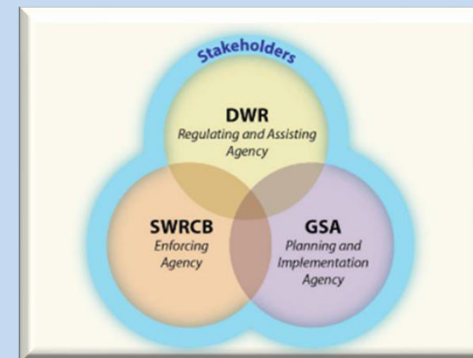 Stakeholders
DWR
Regulating and Assisting
Agency
SWRCB
Enforcing
Agency
GSA
Planning and
Implementation
Agency